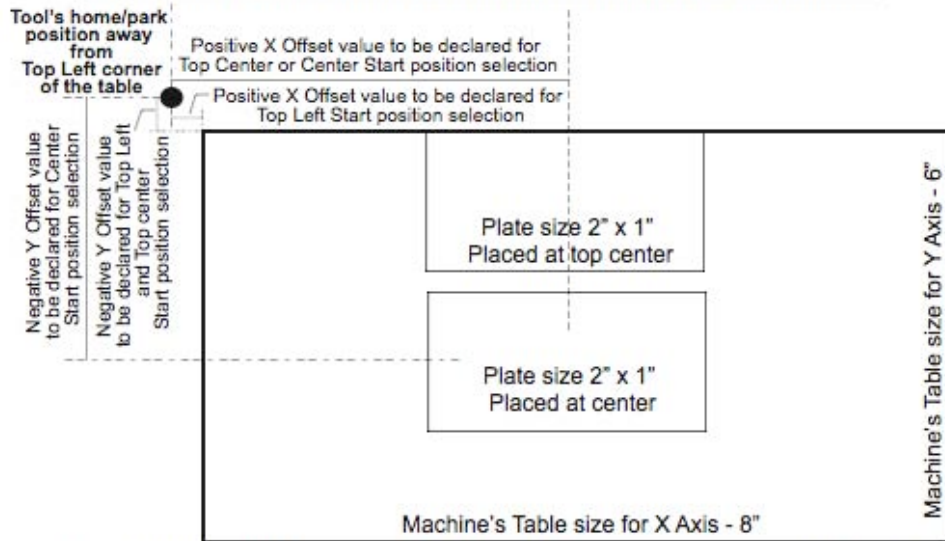 Tool's home/park
position away
from
Top Left corner
of the table
Positive X Offset value to be declared for
Top Center or Center Start position selection
Positive X Offset value to be declared for
Top Left Start position selection
Negative Y Offset value
to be declared for Center
Start position selection
Negative Y Offset value
to be declared for Top Left
and Top center
Start position selection
Plate size 2" x 1"
Placed at top center
Plate size 2" x 1"
Placed at center
Machine's Table size for Y Axis - 6"
Machine's Table size for X Axis - 8"